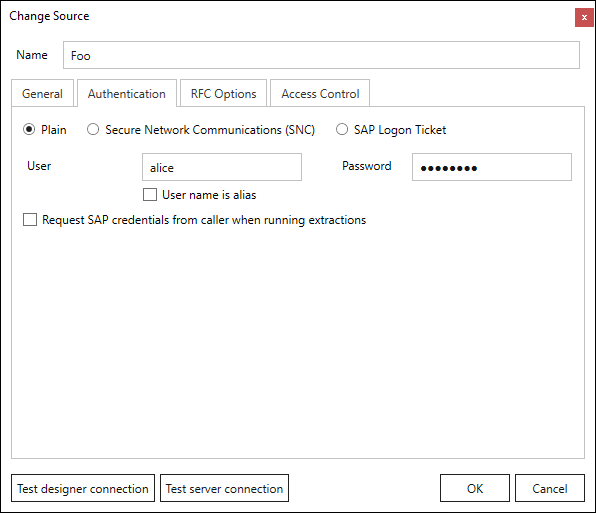 Change Source
x
Name Foo
General Authentication RFC Options Access Control
Plain Secure Network Communications (SNC) SAP Logon Ticket
User alice Password ●●●●●●●●
User name is alias
Request SAP credentials from caller when running extractions
Test designer connection Test server connection OK Cancel